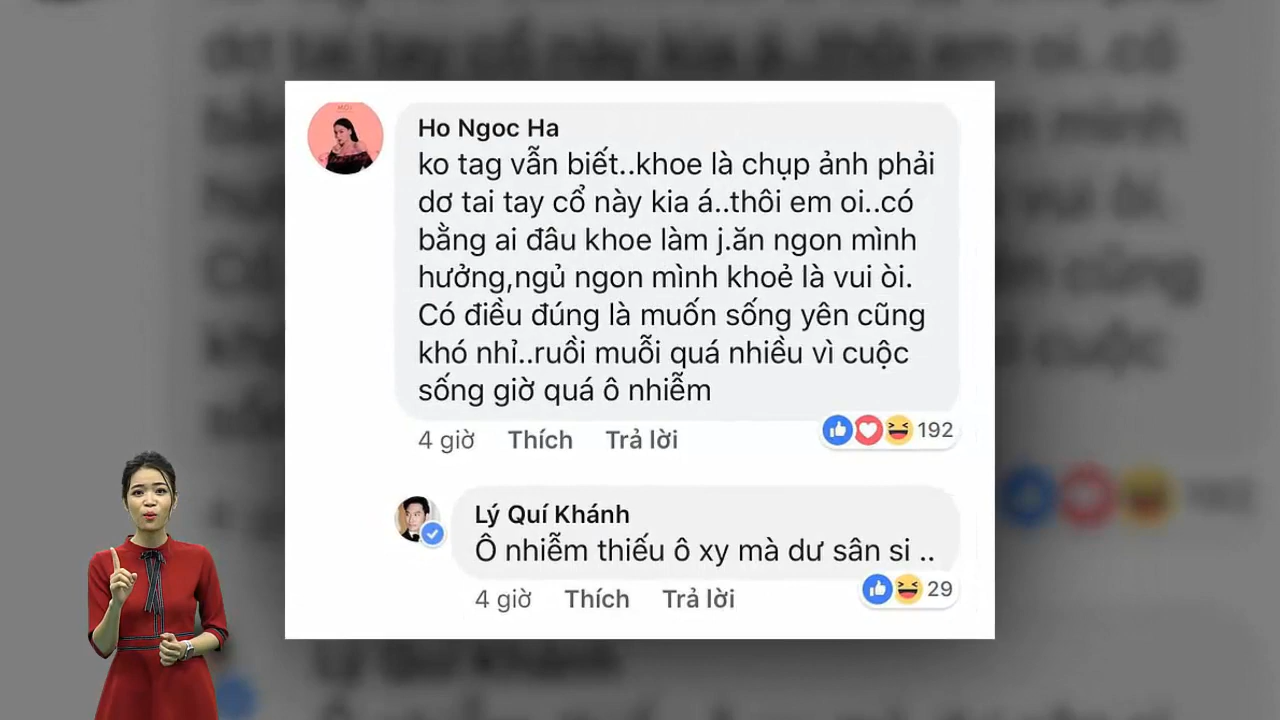 Ho Ngoc Ha
ko tag vẫn biết..khoe là chụp ảnh phải
dơ tai tay cổ này kia á..thôi em oi..có
bằng ai đâu khoe làm j.ăn ngon mình
hưởng,ngủ ngon mình khoẻ là vui òi.
Có điều đúng là muốn sống yên cũng
khó nhỉ..ruồi muỗi quá nhiều vì cuộc
sống giờ quá ô nhiễm
4 giờ Thích Trả lời 192
Lý Quí Khánh
Ô nhiễm thiếu ô xy mà dư sân si ..
4 giờ Thích Trả lời 29